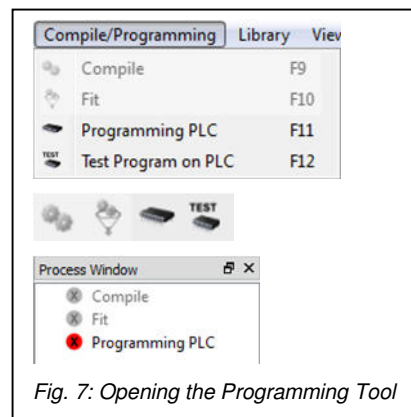 Compile/Programming Library View
Compile F9
Fit F10
Programming PLC F11
TEST Test Program on PLC F12
TEST
Process Window
Compile
Fit
Programming PLC
Fig. 7: Opening the Programming Tool